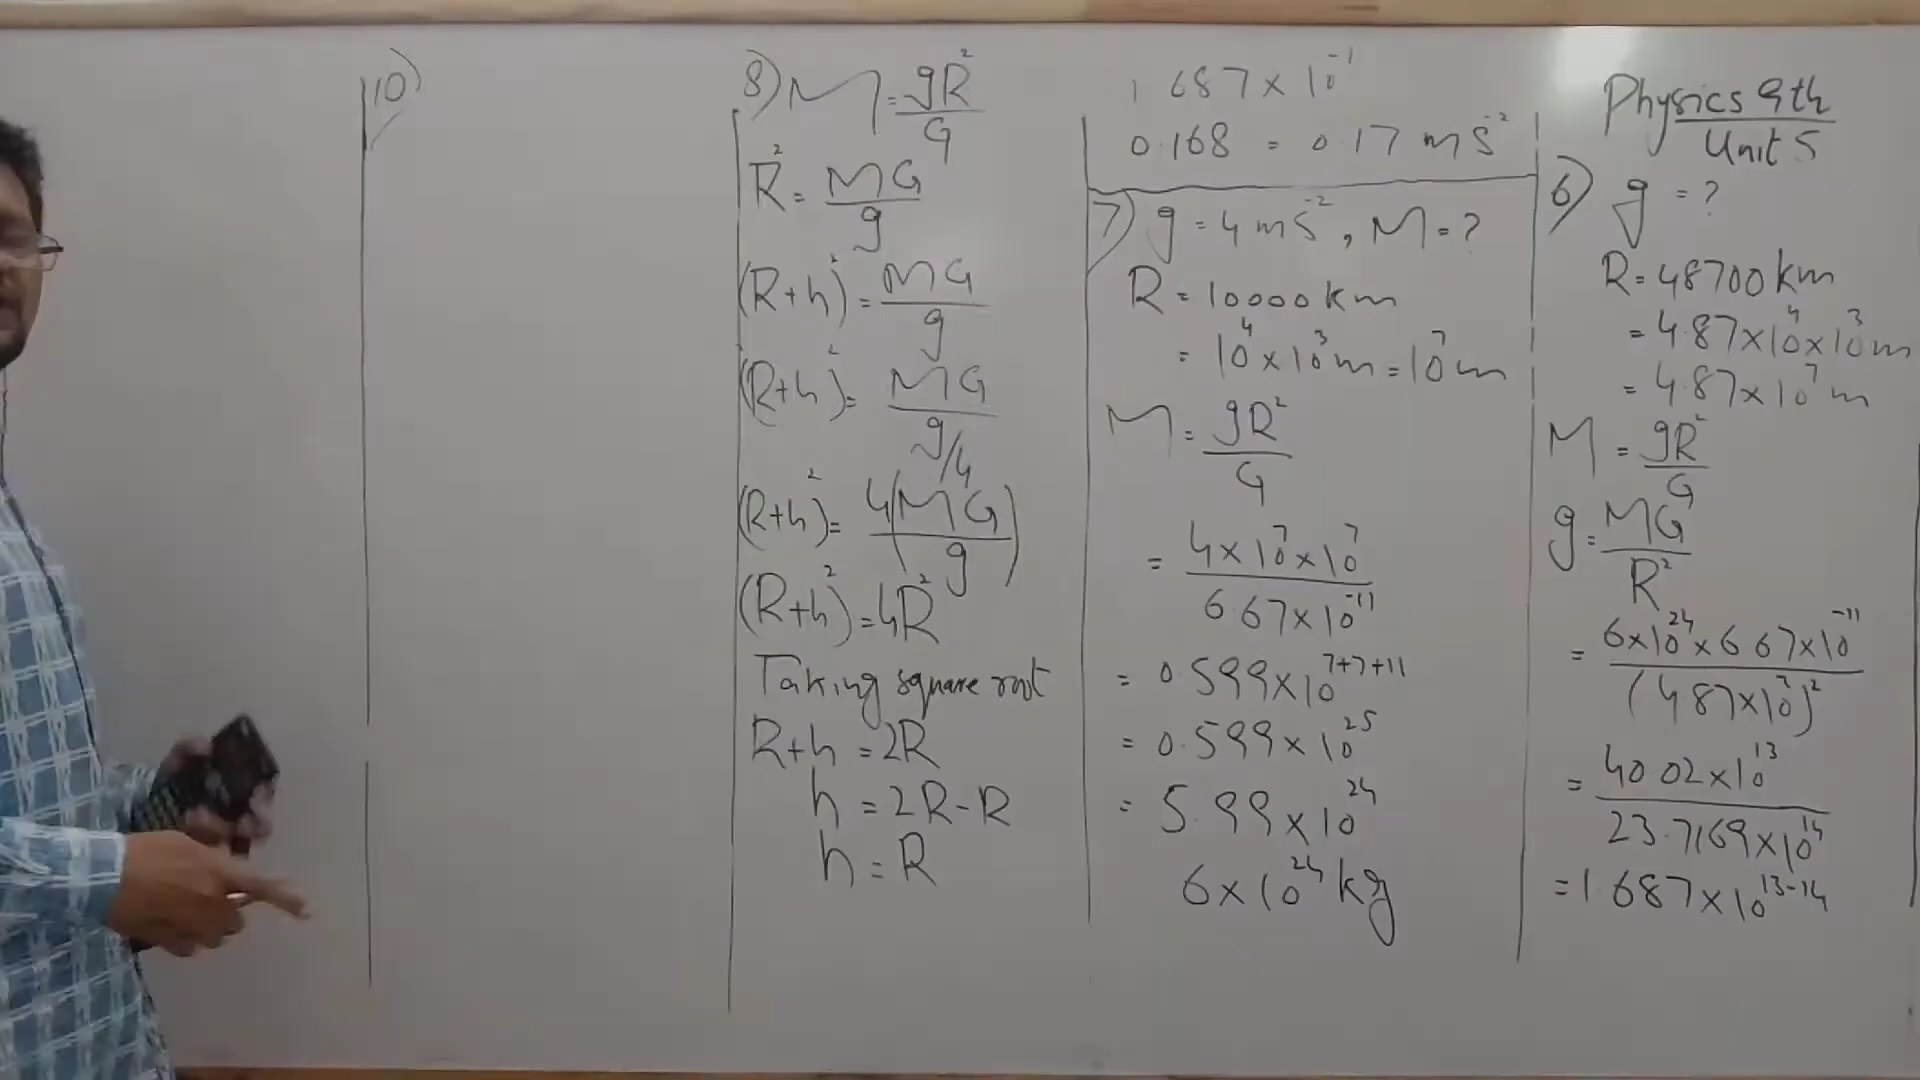 Physics 9th
Unit 5
6) g = ?
R = 48700 km
= 4.87 × 10⁴ × 10³ m
= 4.87 × 10⁷ m
M = gR²/G
g = MG/R²
= 6×10²⁴ × 6.67×10⁻¹¹ / (4.87×10⁷)²
= 40.02×10¹³ / 23.7169×10¹⁴
= 1.687×10¹³⁻¹⁴
1.687 × 10⁻¹
0.168 = 0.17 mS⁻²
7) g = 4 mS⁻², M = ?
R = 10000 km
= 10⁴ × 10³ m = 10⁷ m
M = gR²/G
= 4 × 10⁷ × 10⁷ / 6.67 × 10⁻¹¹
= 0.599×10⁷⁺⁷⁺¹¹
= 0.599 × 10²⁵
= 5.99 × 10²⁴
6 × 10²⁴ kg
8) M = gR²/G
R² = MG/g
(R+h)² = MG/g
(R+h)² = MG/g/4
(R+h)² = 4(MG/g)
(R+h)² = 4R²
Taking square root
R+h = 2R
h = 2R - R
h = R
10)